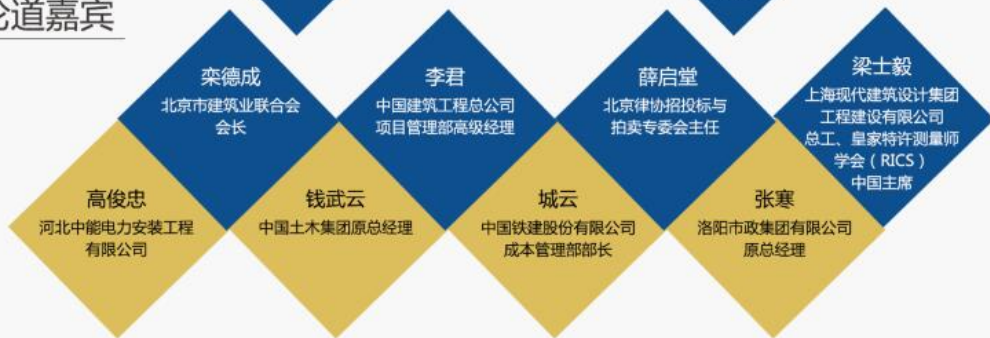 论道嘉宾
栾德成
北京市建筑业联合会
会长
李君
中国建筑工程总公司
项目管理部高级经理
薛启堂
北京律协招投标与
拍卖专委会主任
梁士毅
上海现代建筑设计集团
工程建设有限公司
总工、皇家特许测量师
学会（RICS）
中国主席
高俊忠
河北中能电力安装工程
有限公司
钱武云
中国土木集团原总经理
城云
中国铁建股份有限公司
成本管理部部长
张寒
洛阳市政集团有限公司
原总经理